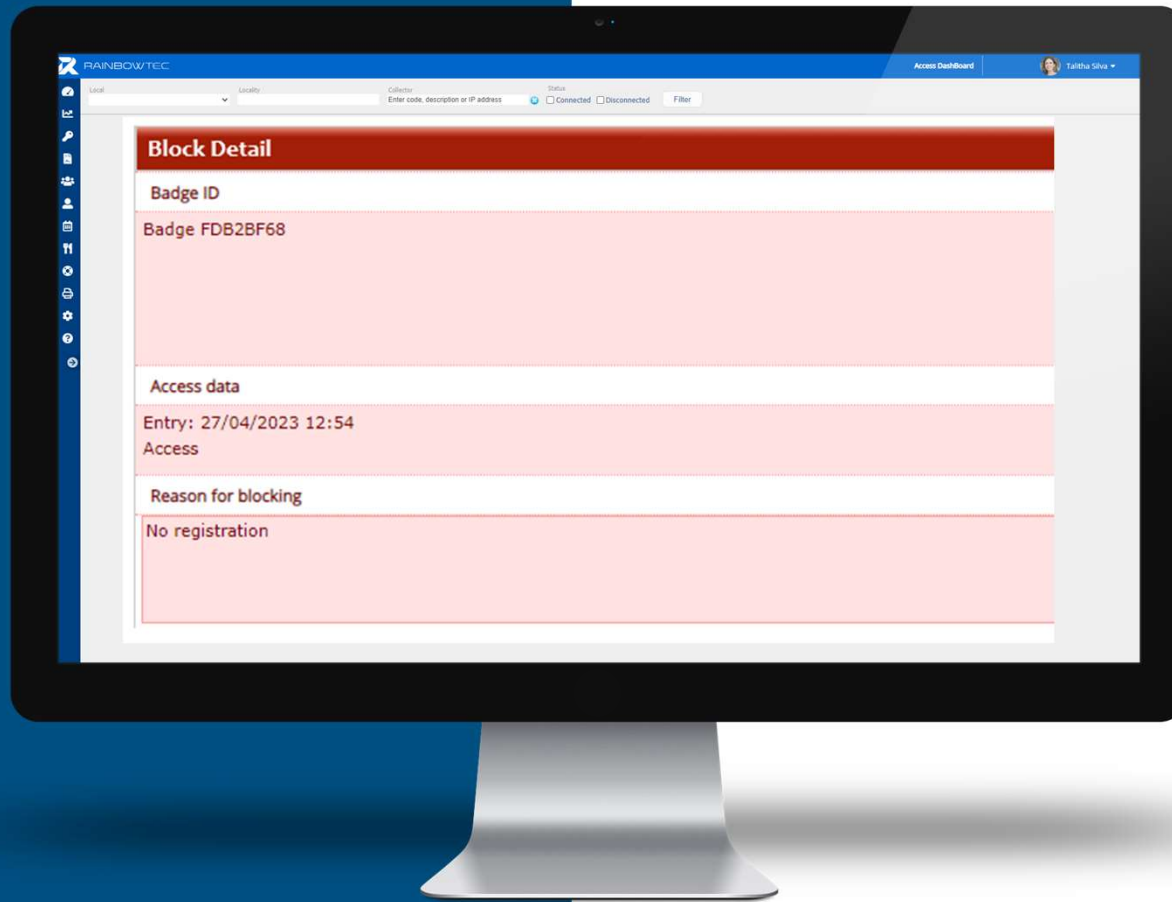 RAINBOWTEC
Access DashBoard
Talitha Silva
Local
Locality
Collector
Status
Enter code, description or IP address
Connected
Disconnected
Filter
Block Detail
Badge ID
Badge FDB2BF68
Access data
Entry: 27/04/2023 12:54
Access
Reason for blocking
No registration